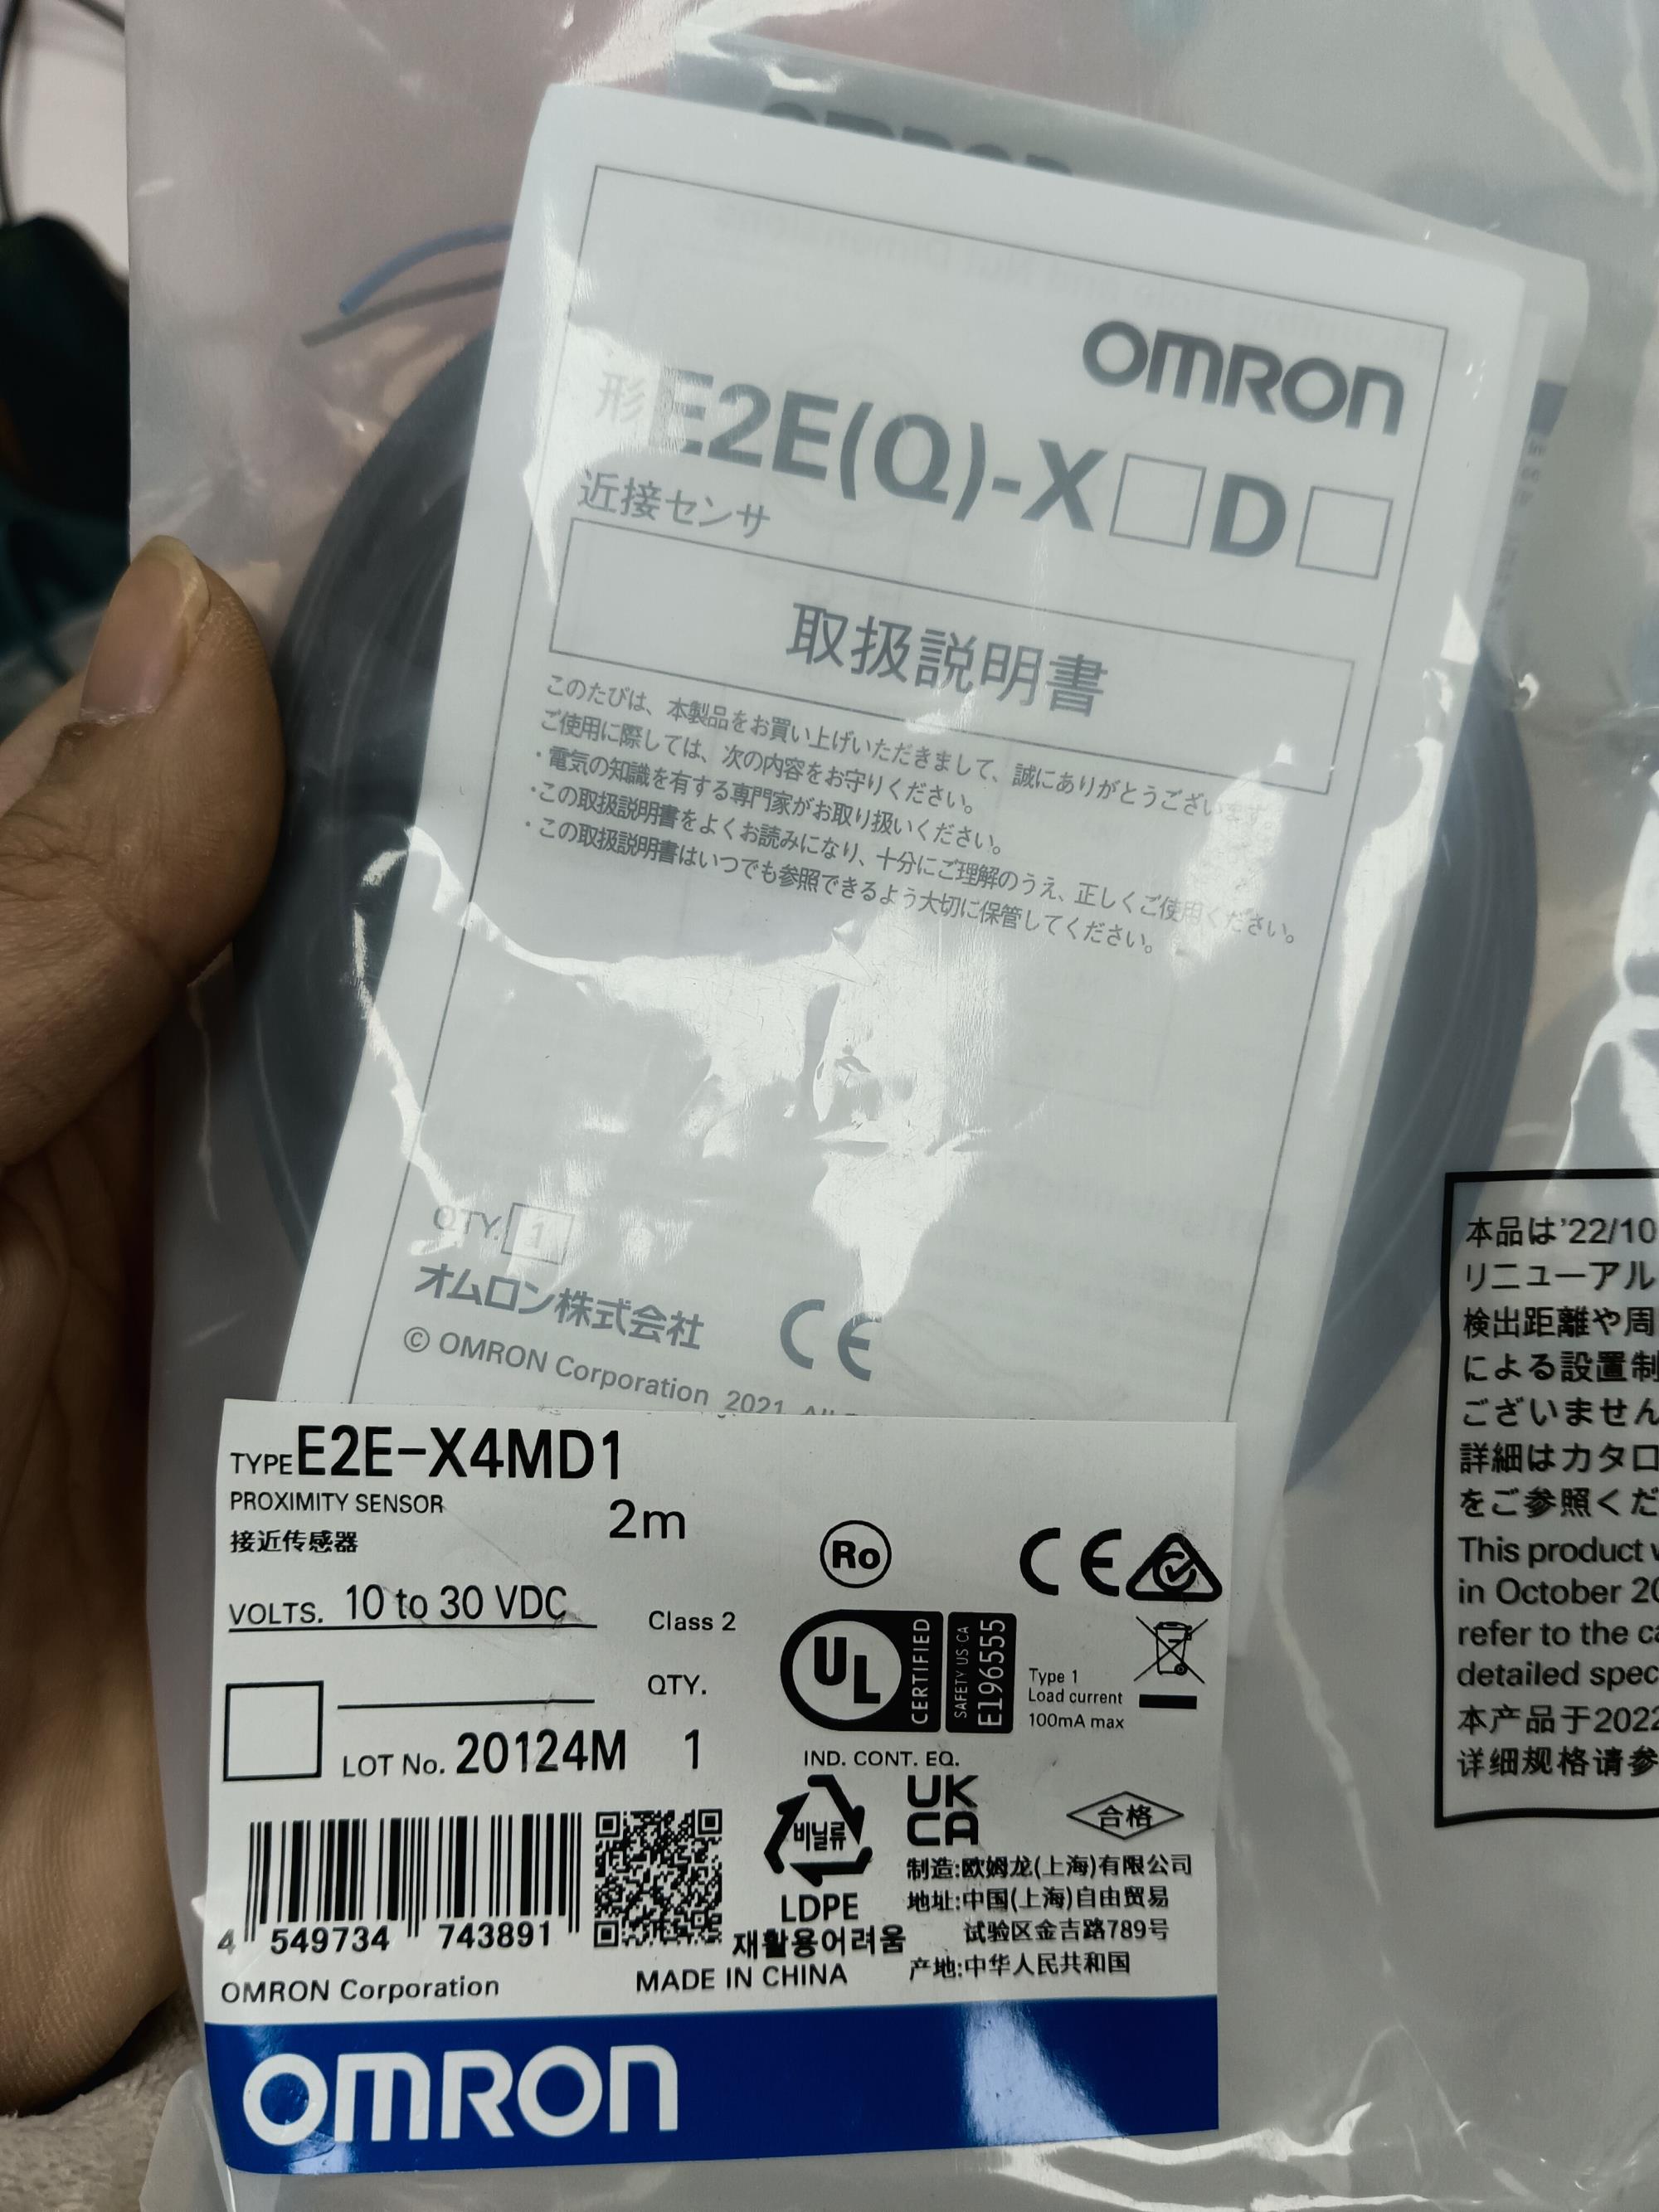 OMRON
OMRON
形 E2E(Q)-X□D□
近接センサ
取扱説明書
このたびは、本製品をお買い上げいただきまして、誠にありがとうございます。
ご使用に際しては、次の内容をお守りください。
・電気の知識を有する専門家がお取り扱いください。
・この取扱説明書をよくお読みになり、十分にご理解のうえ、正しくご使用ください。
・この取扱説明書はいつでも参照できるよう大切に保管してください。
QTY. 1
オムロン株式会社
CE
© OMRON Corporation 2021
本品は'22/10
リニューアル
検出距離や周
による設置制
ございません
詳細はカタロ
をご参照くだ
This product
in October 20
refer to the
detailed spec
本产品于2022
详细规格请参
TYPE E2E-X4MD1
PROXIMITY SENSOR
2m
接近传感器
VOLTS. 10 to 30 VDC
Class 2
QTY.
LOT No. 20124M 1
Ro
CE
UL CERTIFIED
SAFETY US CA
E196555
Type 1
Load current
100mA max
IND. CONT. EQ.
비닐류
LDPE
재활용어려움
UK
CA
合格
制造:欧姆龙(上海)有限公司
地址:中国(上海)自由贸易
试验区金吉路789号
产地:中华人民共和国
4 549734 743891
OMRON Corporation
MADE IN CHINA
OMRON